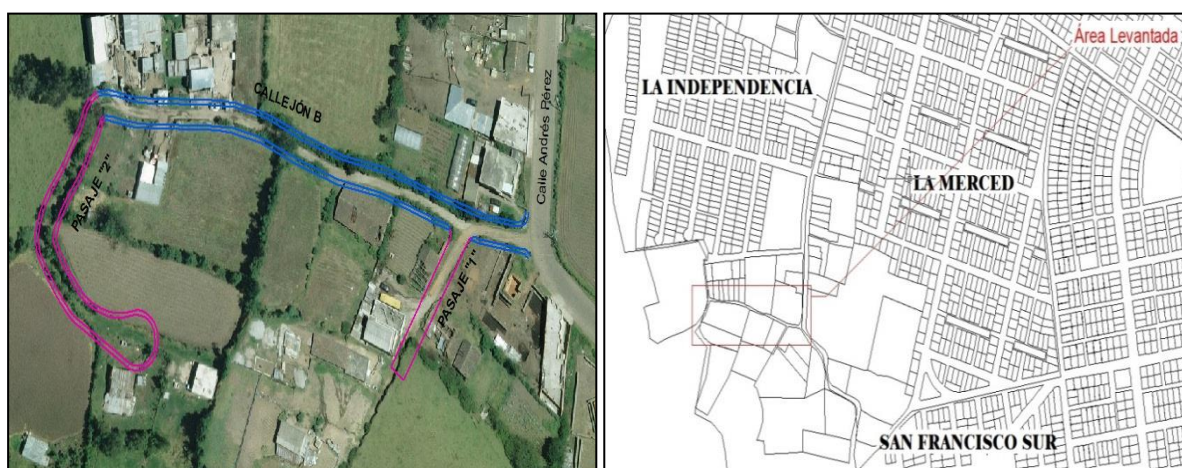 CALLEJÓN B
Calle Andrés Pérez
PASAJE "2"
PASAJE "1"
Área Levantada
LA INDEPENDENCIA
LA MERCED
SAN FRANCISCO SUR